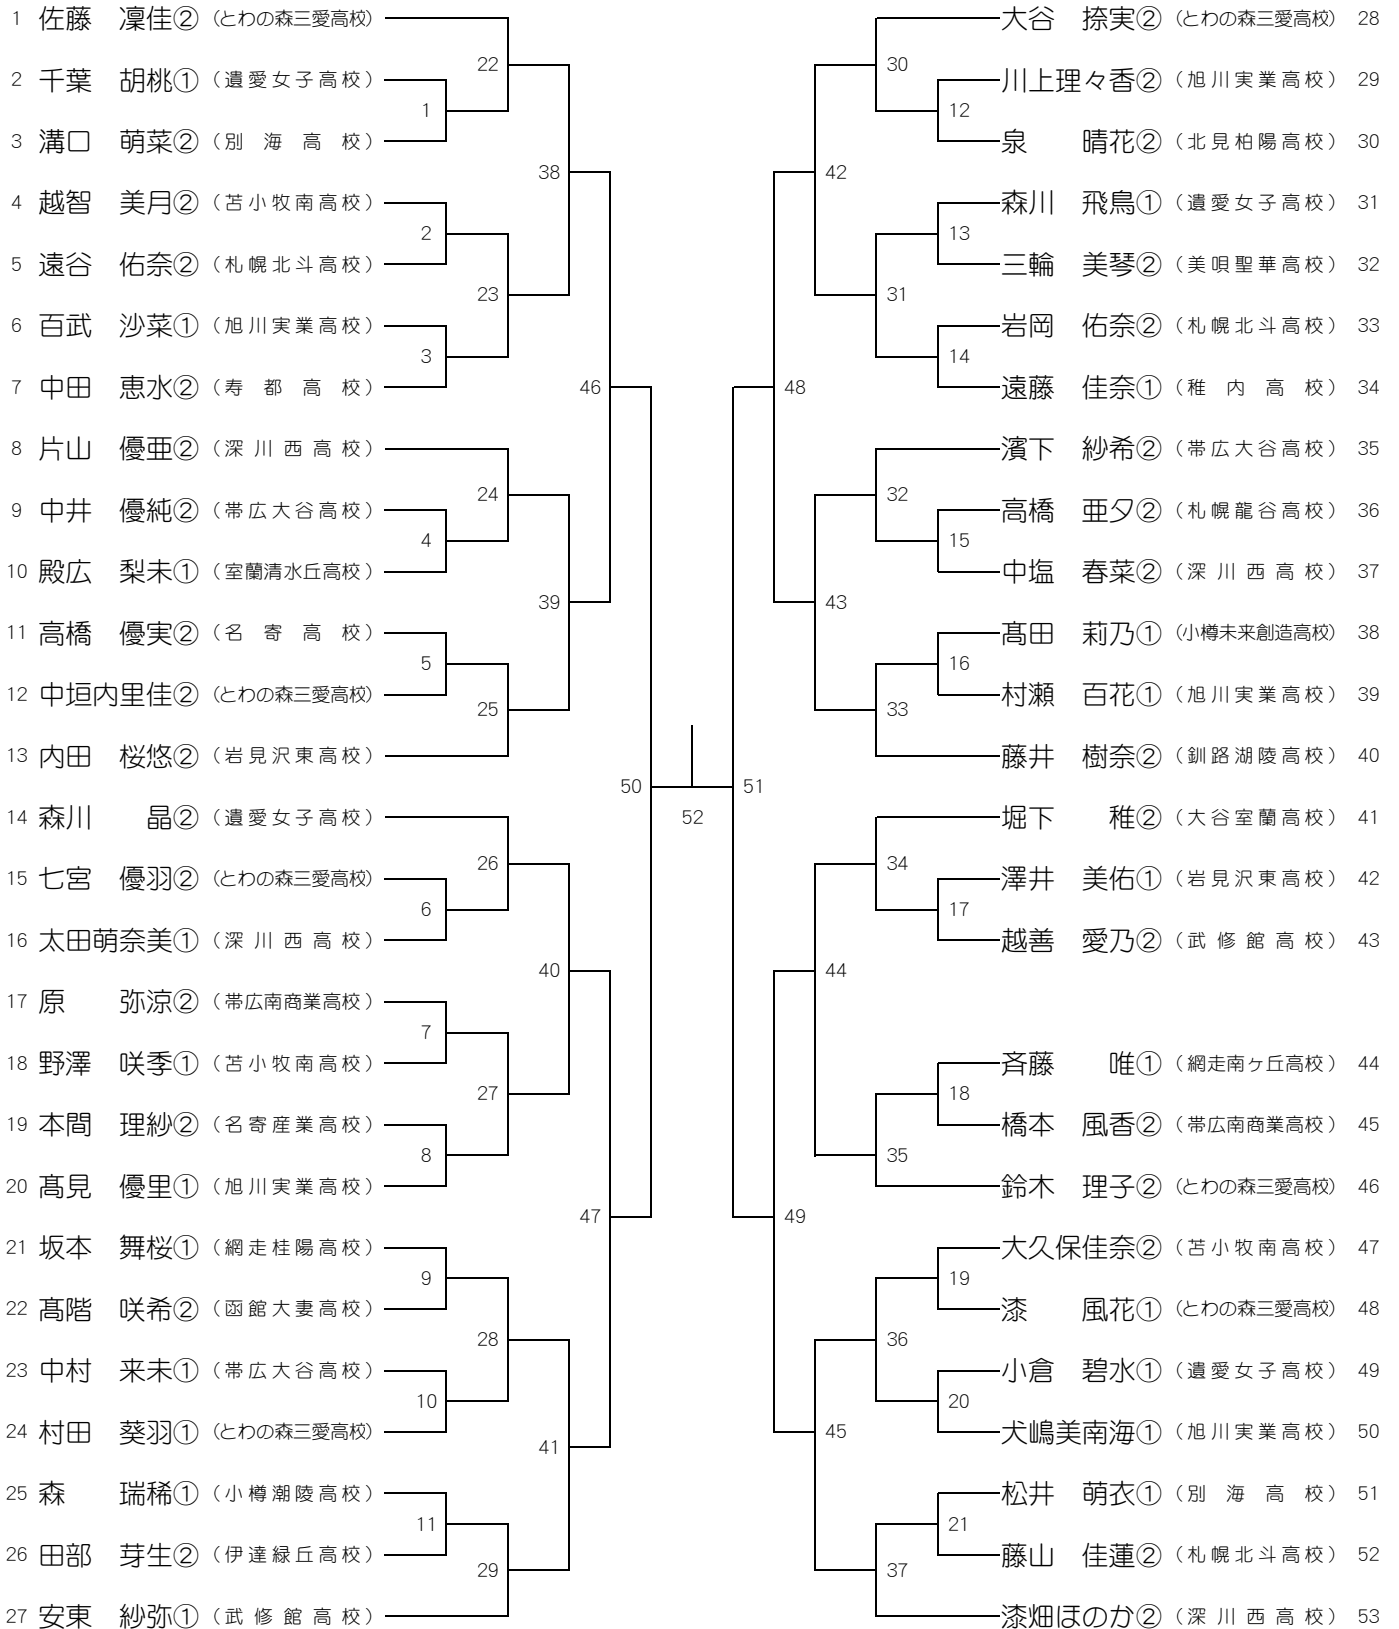 1 佐藤　凜佳② (とわの森三愛高校)
2 千葉　胡桃① (遺愛女子高校)
3 溝口　萌菜② (別海高校)
4 越智　美月② (苫小牧南高校)
5 遠谷　佑奈② (札幌北斗高校)
6 百武　沙菜① (旭川実業高校)
7 中田　恵水② (寿都高校)
8 片山　優亜② (深川西高校)
9 中井　優純② (帯広大谷高校)
10 殿広　梨未① (室蘭清水丘高校)
11 高橋　優実② (名寄高校)
12 中垣内里佳② (とわの森三愛高校)
13 内田　桜悠② (岩見沢東高校)
14 森川　晶② (遺愛女子高校)
15 七宮　優羽② (とわの森三愛高校)
16 太田萌奈美① (深川西高校)
17 原　弥涼② (帯広南商業高校)
18 野澤　咲季① (苫小牧南高校)
19 本間　理紗② (名寄産業高校)
20 髙見　優里① (旭川実業高校)
21 坂本　舞桜① (網走桂陽高校)
22 髙階　咲希② (函館大妻高校)
23 中村　来未① (帯広大谷高校)
24 村田　葵羽① (とわの森三愛高校)
25 森　瑞稀① (小樽潮陵高校)
26 田部　芽生② (伊達緑丘高校)
27 安東　紗弥① (武修館高校)
22
1
38
2
23
3
46
24
4
39
5
25
50
26
6
40
7
27
8
47
9
28
10
41
11
29
52
51
30
12
42
13
31
14
48
32
15
43
16
33
34
17
44
18
35
49
19
36
20
45
21
37
大谷　捺実② (とわの森三愛高校) 28
川上理々香② (旭川実業高校) 29
泉　晴花② (北見柏陽高校) 30
森川　飛鳥① (遺愛女子高校) 31
三輪　美琴② (美唄聖華高校) 32
岩岡　佑奈② (札幌北斗高校) 33
遠藤　佳奈① (稚内高校) 34
濱下　紗希② (帯広大谷高校) 35
高橋　亜夕② (札幌龍谷高校) 36
中塩　春菜② (深川西高校) 37
髙田　莉乃① (小樽未来創造高校) 38
村瀬　百花① (旭川実業高校) 39
藤井　樹奈② (釧路湖陵高校) 40
堀下　稚② (大谷室蘭高校) 41
澤井　美佑① (岩見沢東高校) 42
越善　愛乃② (武修館高校) 43
斉藤　唯① (網走南ヶ丘高校) 44
橋本　風香② (帯広南商業高校) 45
鈴木　理子② (とわの森三愛高校) 46
大久保佳奈② (苫小牧南高校) 47
漆　風花① (とわの森三愛高校) 48
小倉　碧水① (遺愛女子高校) 49
犬嶋美南海① (旭川実業高校) 50
松井　萌衣① (別海高校) 51
藤山　佳蓮② (札幌北斗高校) 52
漆畑ほのか② (深川西高校) 53